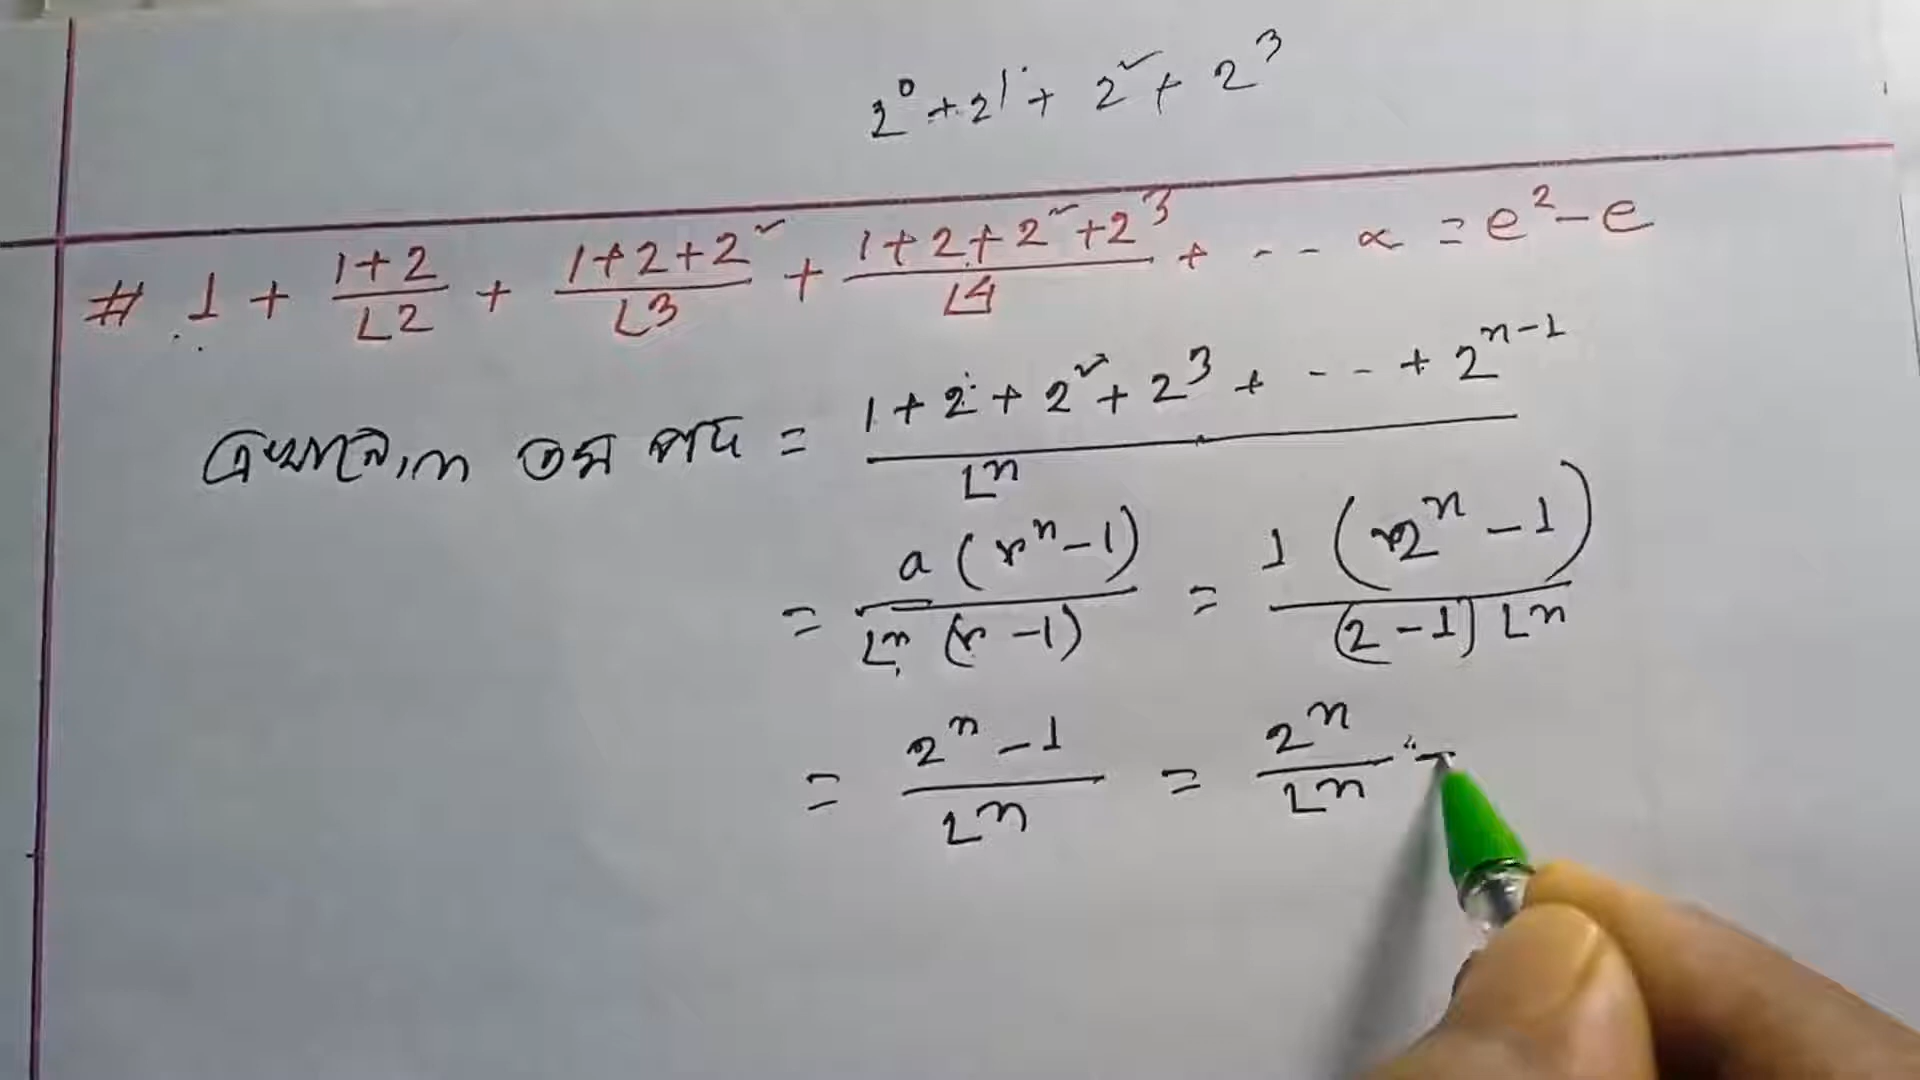 2⁰ + 2¹ + 2² + 2³
# 1 + (1+2)/⌊2 + (1+2+2²)/⌊3 + (1+2+2²+2³)/⌊4 + ... ∝ = e² - e
এখানে, n তম পদ = (1+2+2²+2³+ ... + 2ⁿ⁻¹)/⌊n
= a(rⁿ-1)/⌊n(r-1) = 1(2ⁿ-1)/(2-1)⌊n
= (2ⁿ-1)/⌊n = 2ⁿ/⌊n -